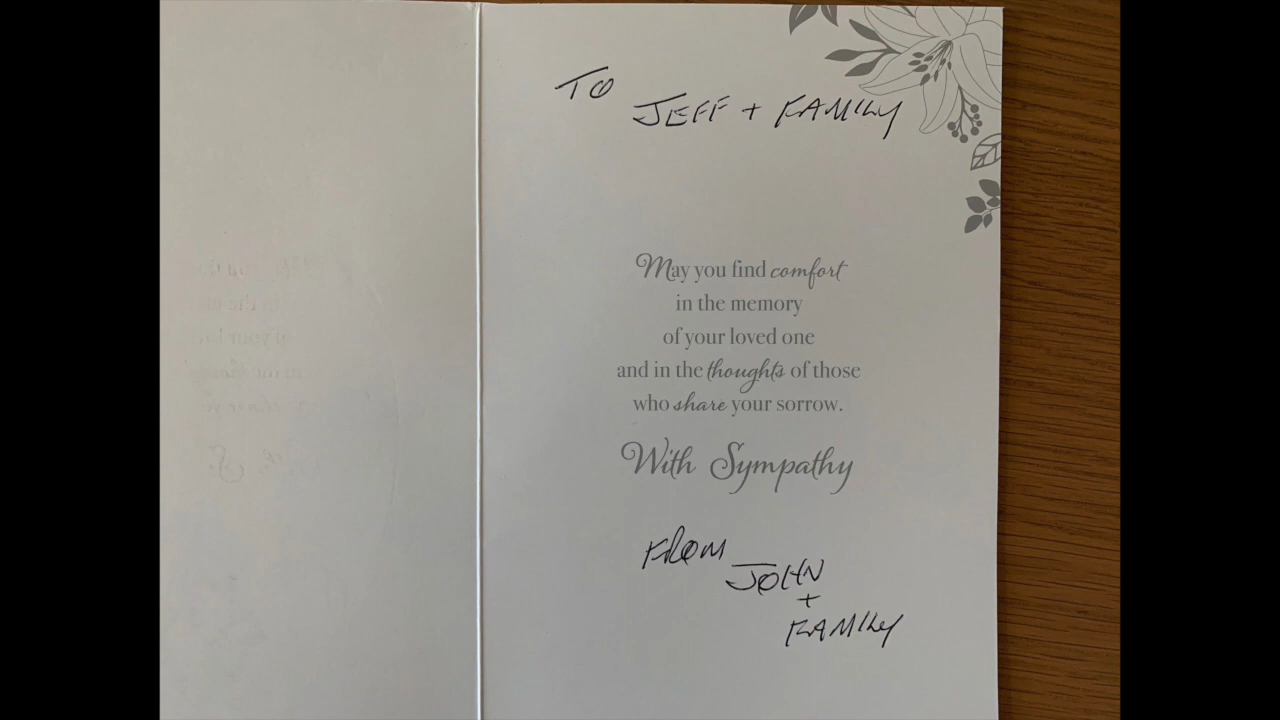 TO
JEFF + FAMILY
May you find comfort
in the memory
of your loved one
and in the thoughts of those
who share your sorrow.
With Sympathy
FROM
JOHN
+
FAMILY